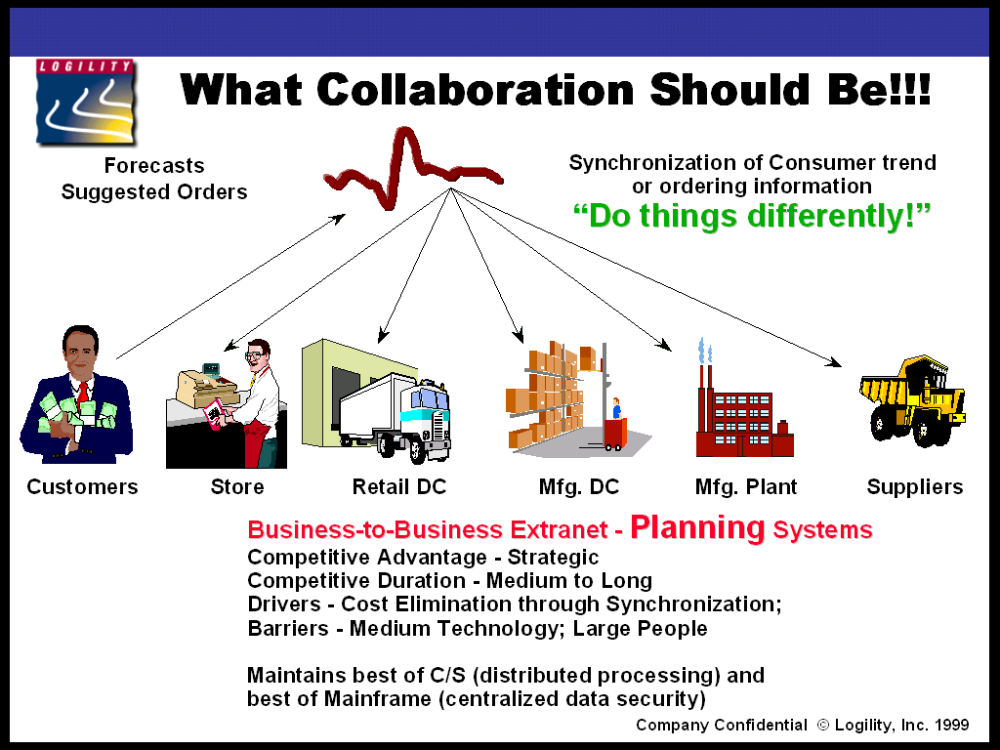 LOGILITY
What Collaboration Should Be!!!
Forecasts
Suggested Orders
Synchronization of Consumer trend
or ordering information
“Do things differently!”
Customers
Store
Retail DC
Mfg. DC
Mfg. Plant
Suppliers
Business-to-Business Extranet - Planning Systems
Competitive Advantage - Strategic
Competitive Duration - Medium to Long
Drivers - Cost Elimination through Synchronization;
Barriers - Medium Technology; Large People
Maintains best of C/S (distributed processing) and
best of Mainframe (centralized data security)
Company Confidential © Logility, Inc. 1999